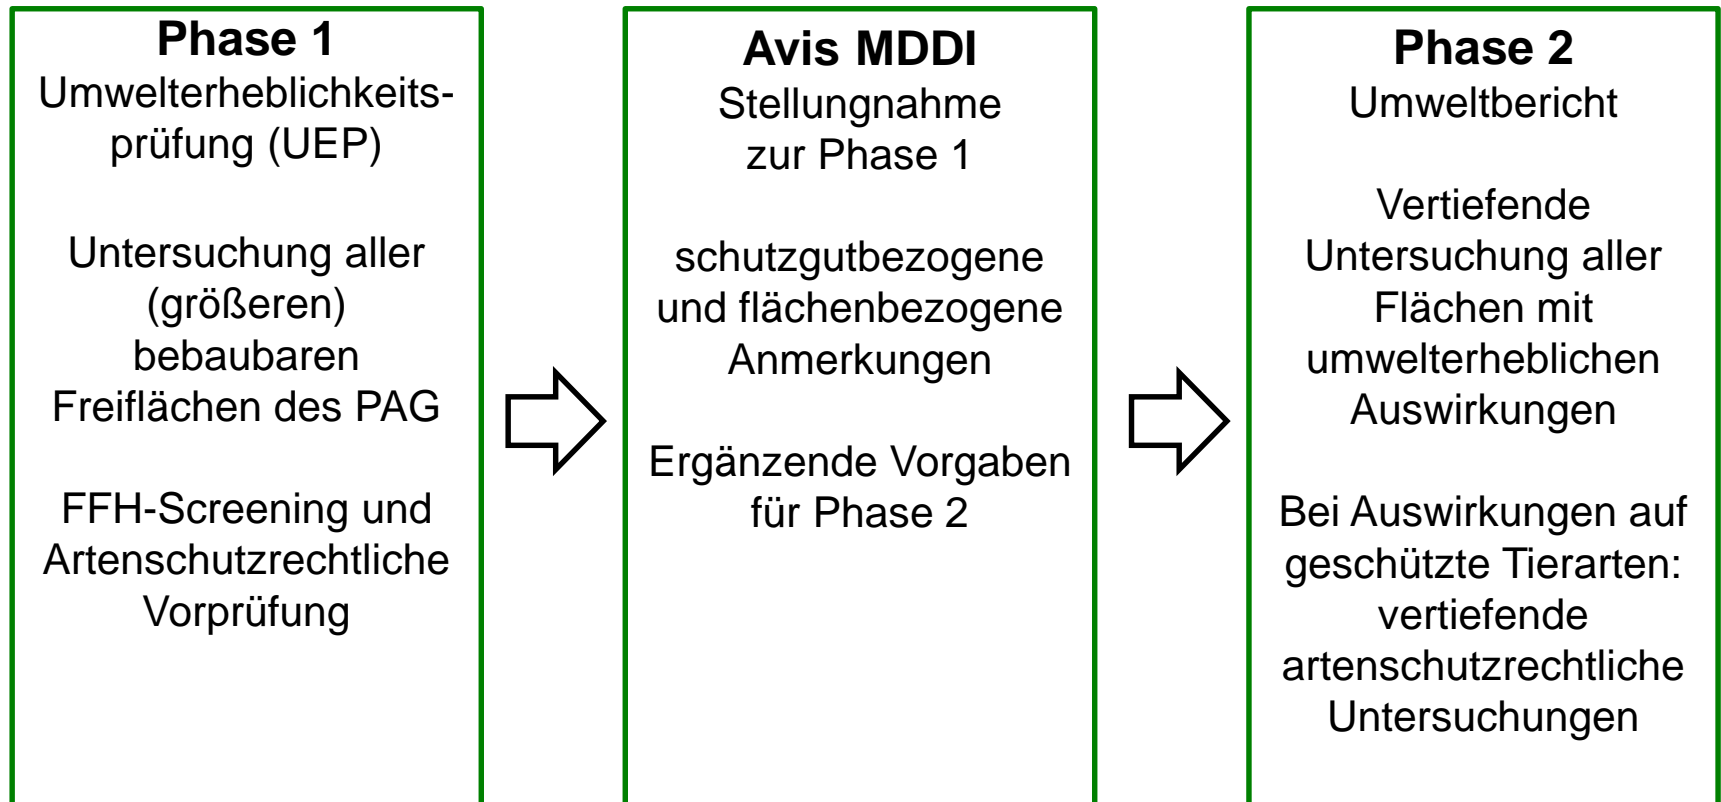 Phase 1
Umwelterheblichkeits-
prüfung (UEP)
Untersuchung aller
(größeren)
bebaubaren
Freiflächen des PAG
FFH-Screening und
Artenschutzrechtliche
Vorprüfung
Avis MDDI
Stellungnahme
zur Phase 1
schutzgutbezogene
und flächenbezogene
Anmerkungen
Ergänzende Vorgaben
für Phase 2
Phase 2
Umweltbericht
Vertiefende
Untersuchung aller
Flächen mit
umwelterheblichen
Auswirkungen
Bei Auswirkungen auf
geschützte Tierarten:
vertiefende
artenschutzrechtliche
Untersuchungen